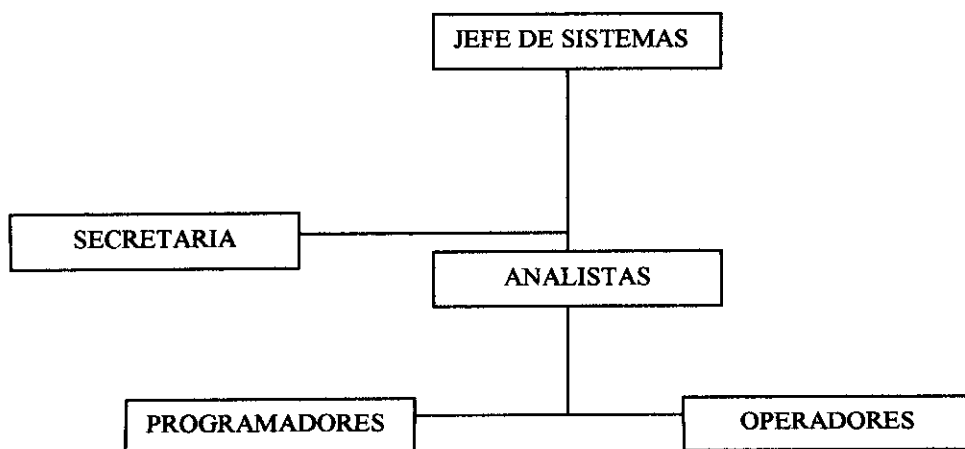 JEFE DE SISTEMAS
SECRETARIA
ANALISTAS
PROGRAMADORES
OPERADORES